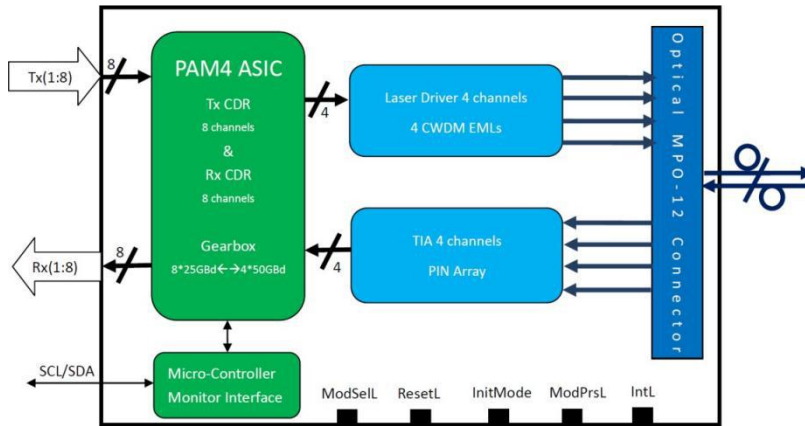 Tx(1:8)
8
PAM4 ASIC
Tx CDR
8 channels
&
Rx CDR
8 channels
Gearbox
8*25GBd←→4*50GBd
4
Laser Driver 4 channels
4 CWDM EMLs
Optical MPO-12 Connector
Rx(1:8)
8
4
TIA 4 channels
PIN Array
SCL/SDA
Micro-Controller
Monitor Interface
ModSelL
ResetL
InitMode
ModPrsL
IntL